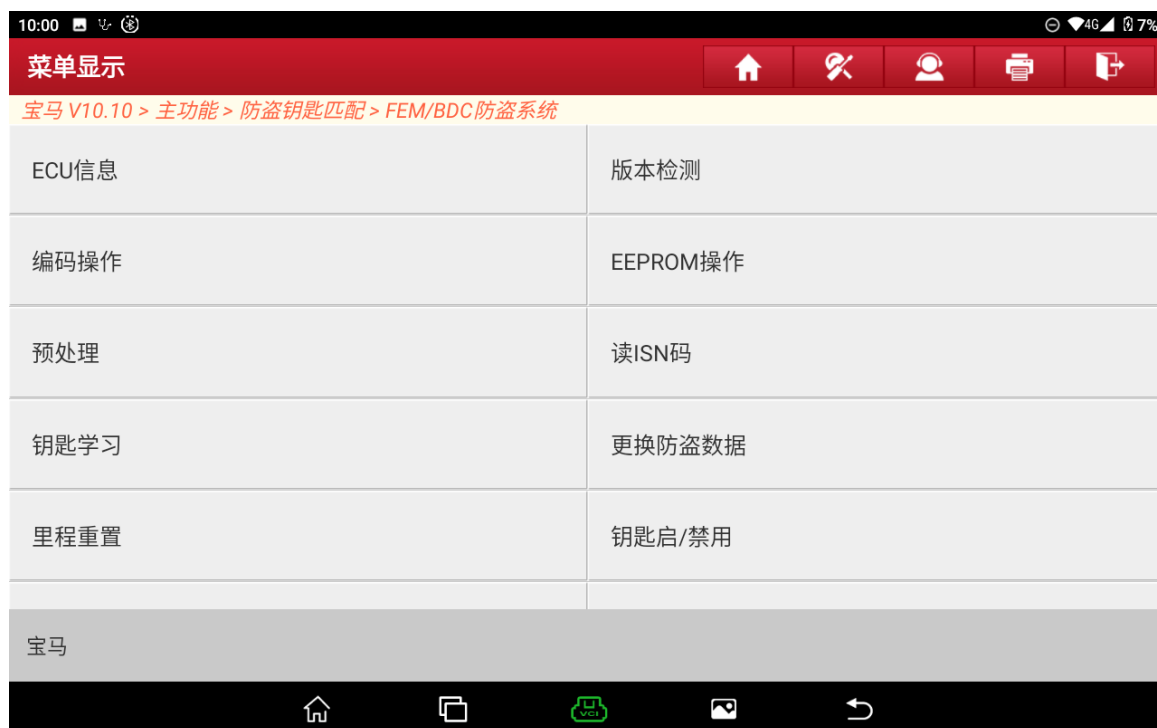 10:00 4G 7%
菜单显示
宝马 V10.10 > 主功能 > 防盗钥匙匹配 > FEM/BDC防盗系统
ECU信息 版本检测
编码操作 EEPROM操作
预处理 读ISN码
钥匙学习 更换防盗数据
里程重置 钥匙启/禁用
宝马
VCI